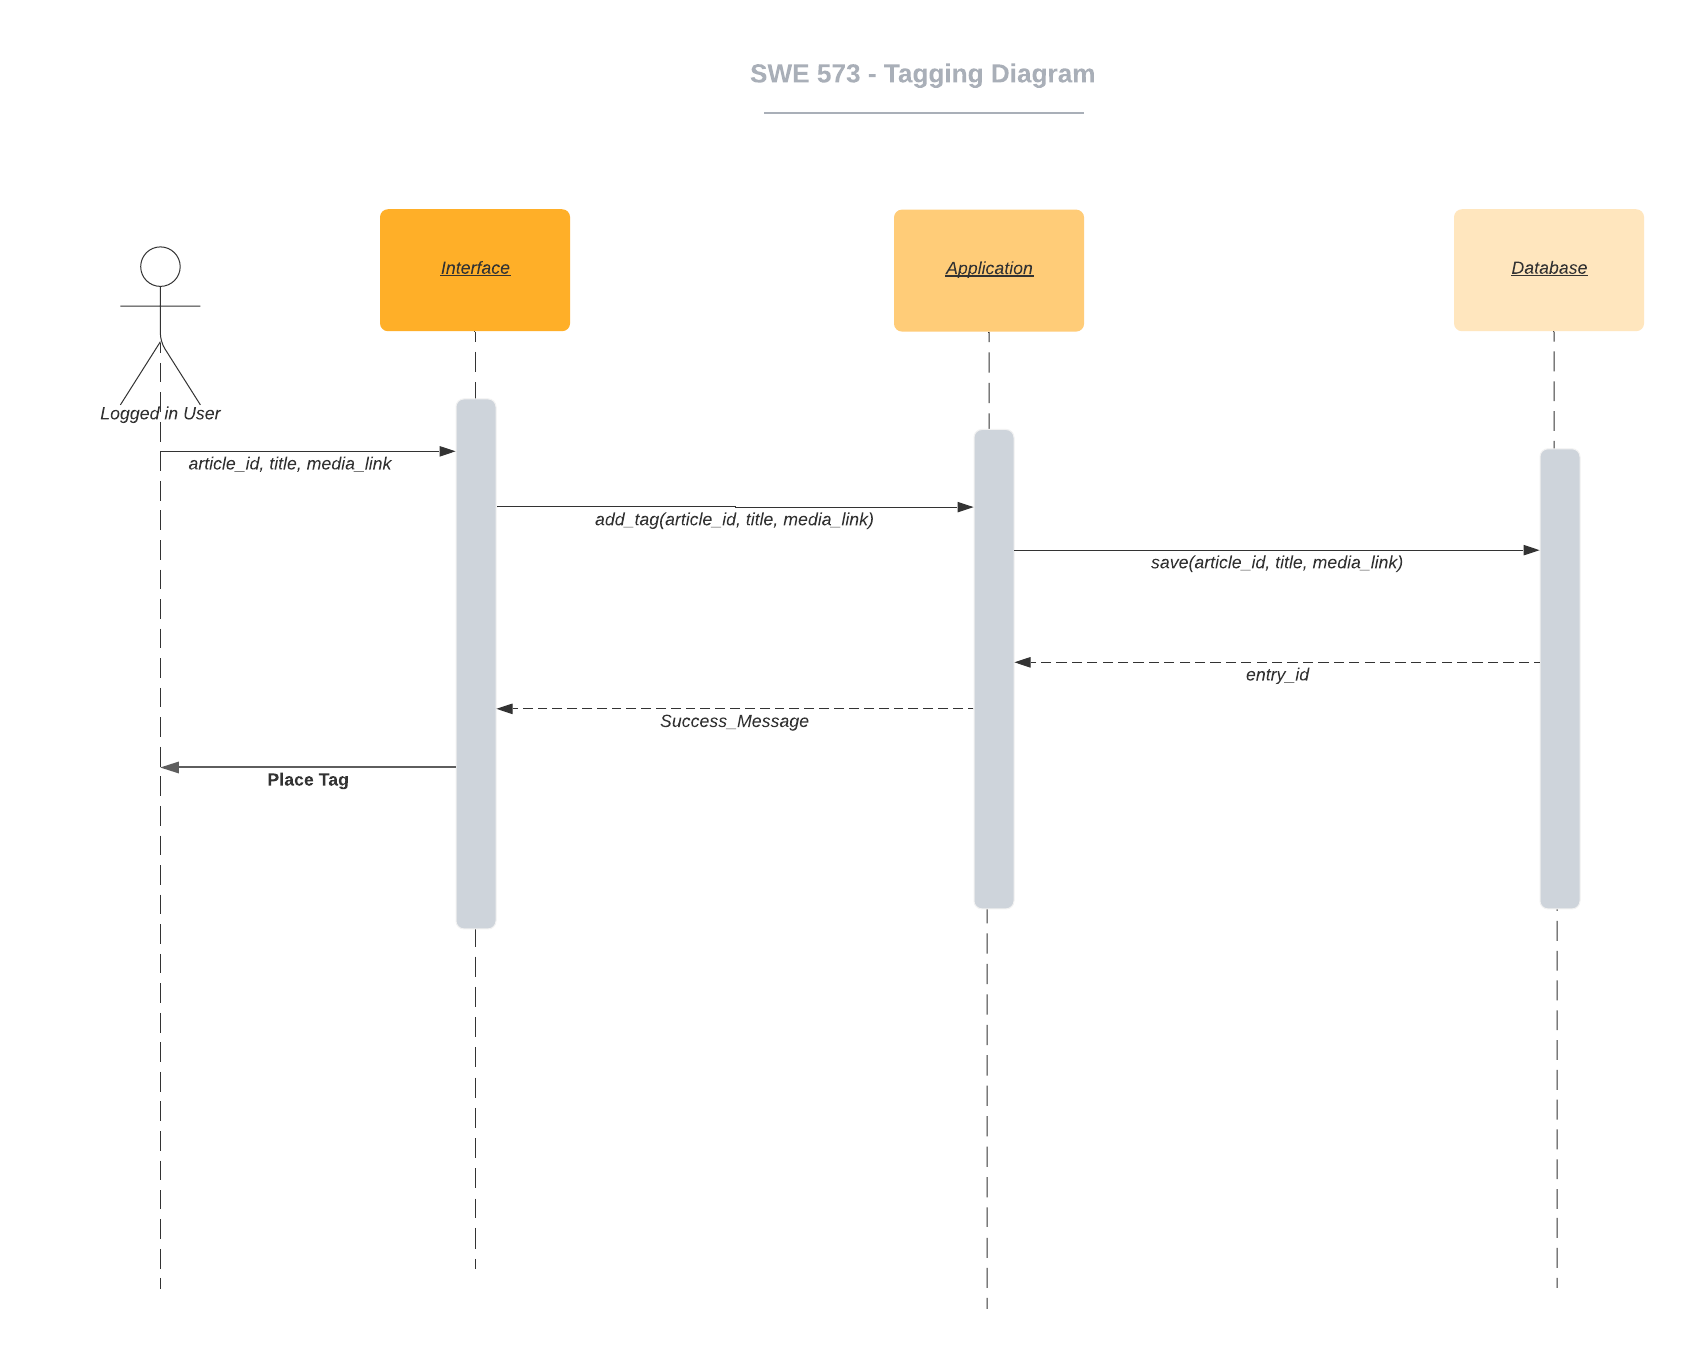 SWE 573 - Tagging Diagram
Interface
Application
Database
Logged in User
article_id, title, media_link
add_tag(article_id, title, media_link)
save(article_id, title, media_link)
entry_id
Success_Message
Place Tag